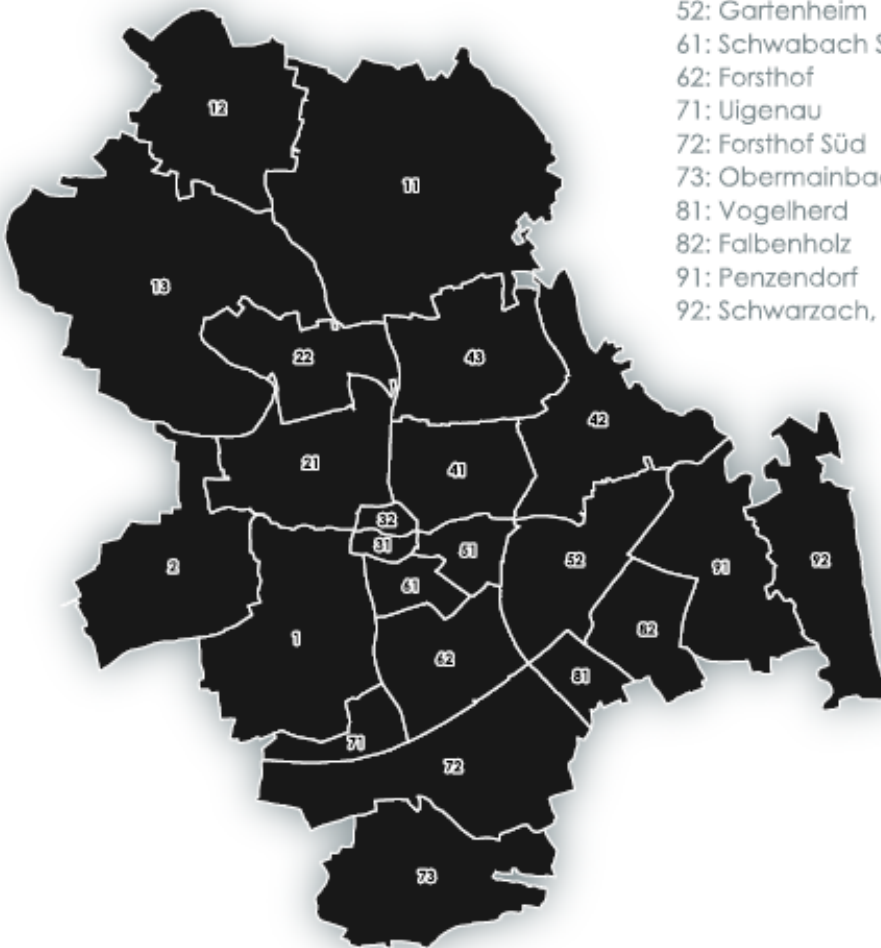 52: Gartenheim
61: Schwabach S
62: Forsthof
71: Uigenau
72: Forsthof Süd
73: Obermainba
81: Vogelherd
82: Falbenholz
91: Penzendorf
92: Schwarzach,
12
11
13
22
43
42
21
41
32
31
51
52
2
61
91
92
1
62
82
81
71
72
73